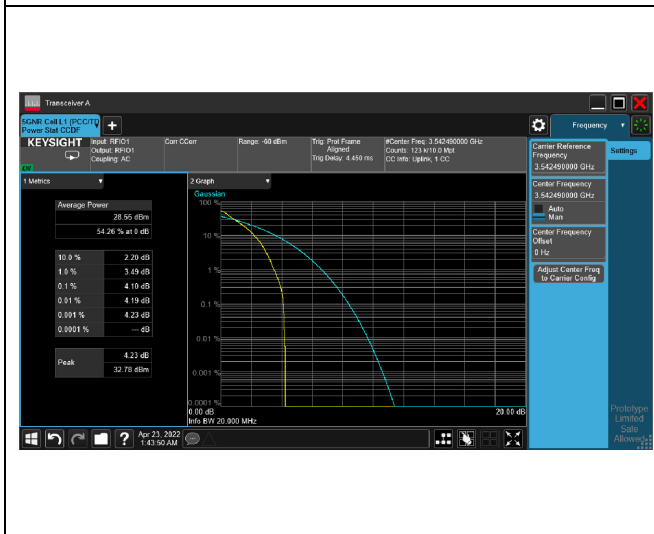 Transceiver A
5GNR Cell L1 (PCC/TD
Power Stat CCDF
Frequency
KEYSIGHT
Input: RFIO1
Output: RFIO1
Coupling: AC
Corr CCorr
Range: -60 dBm
Trig: Prot Frame
Aligned
Trig Delay: 4.450 ms
#Center Freq: 3.542490000 GHz
Counts: 123 k/10.0 Mpt
CC Info: Uplink, 1 CC
1 Metrics
Average Power
28.55 dBm
54.26 % at 0 dB
10.0 % 2.20 dB
1.0 % 3.49 dB
0.1 % 4.10 dB
0.01 % 4.19 dB
0.001 % 4.23 dB
0.0001 % --- dB
Peak
4.23 dB
32.78 dBm
2 Graph
Gaussian
100 %
10 %
1 %
0.1 %
0.01 %
0.001 %
0.0001 %
0.00 dB
20.00 dB
Info BW 20.000 MHz
Carrier Reference
Frequency
3.542490000 GHz
Center Frequency
3.542490000 GHz
Auto
Man
Center Frequency
Offset
0 Hz
Adjust Center Freq
to Carrier Config
Settings
Prototype
Limited
Sale
Allowed
?
Apr 23, 2022
1:43:50 AM